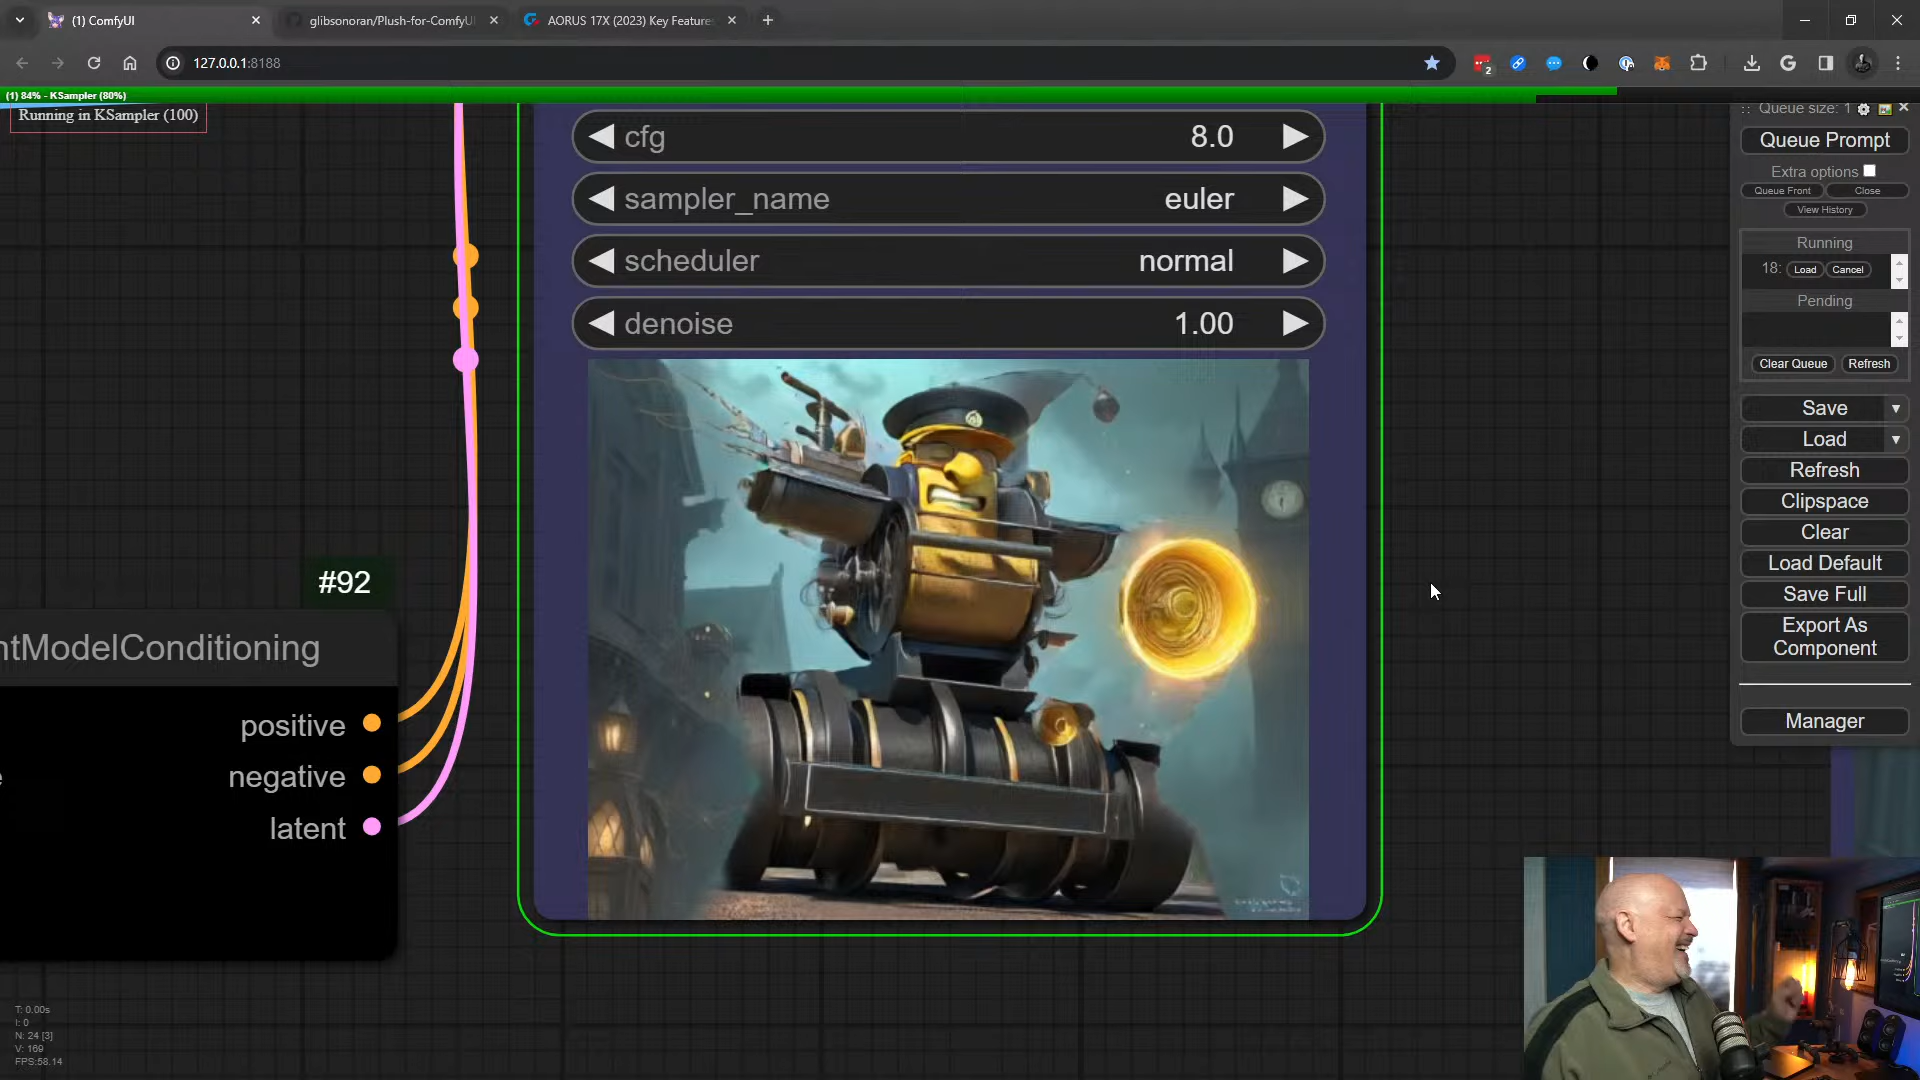 (1) ComfyUI
glibsonoran/Plush-for-ComfyUI
AORUS 17X (2023) Key Feature
127.0.0.1:8188
2
(1) 84% - KSampler (80%)
Running in KSampler (100)
cfg 8.0
sampler_name euler
scheduler normal
denoise 1.00
#92
ntModelConditioning
positive
negative
latent
Queue size: 1
Queue Prompt
Extra options
Queue Front
Close
View History
Running
18: Load Cancel
Pending
Clear Queue Refresh
Save
Load
Refresh
Clipspace
Clear
Load Default
Save Full
Export As
Component
Manager
T: 0.00s
I: 0
N: 24 [3]
V: 169
FPS:58.14